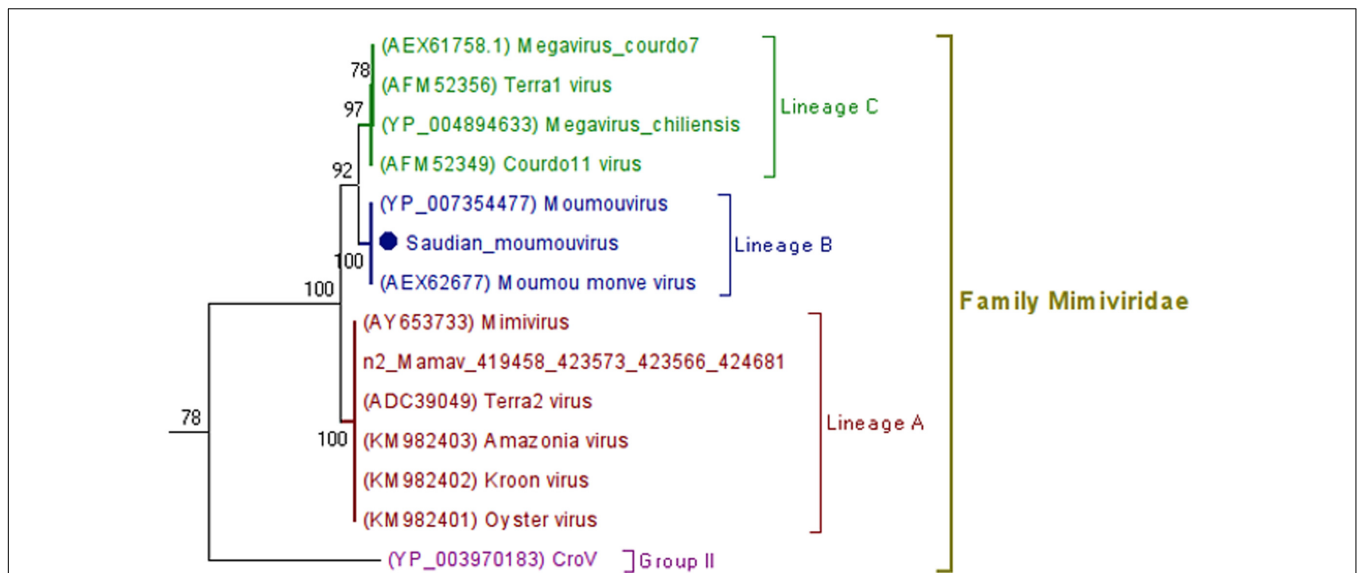 (AEX61758.1) Megavirus_courdo7
78
(AFM52356) Terra1 virus
97
Lineage C
(YP_004894633) Megavirus_chiliensis
(AFM52349) Courdo11 virus
92
(YP_007354477) Moumouvirus
Saudian_moumouvirus
Lineage B
100
(AEX62677) Moumou monve virus
100
Family Mimiviridae
(AY653733) Mimivirus
n2_Mamav_419458_423573_423566_424681
(ADC39049) Terra2 virus
78
Lineage A
100
(KM982403) Amazonia virus
(KM982402) Kroon virus
(KM982401) Oyster virus
(YP_003970183) CroV
Group II